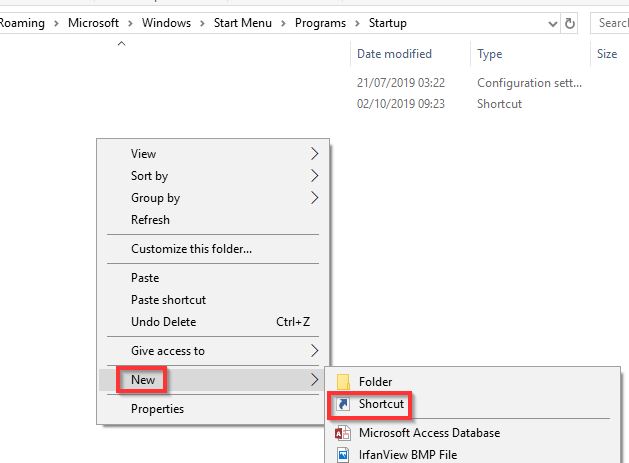 Roaming > Microsoft > Windows > Start Menu > Programs > Startup
Search
Date modified Type Size
21/07/2019 03:22 Configuration sett...
02/10/2019 09:23 Shortcut
View
Sort by
Group by
Refresh
Customize this folder...
Paste
Paste shortcut
Undo Delete Ctrl+Z
Give access to
New
Properties
Folder
Shortcut
Microsoft Access Database
IrfanView BMP File